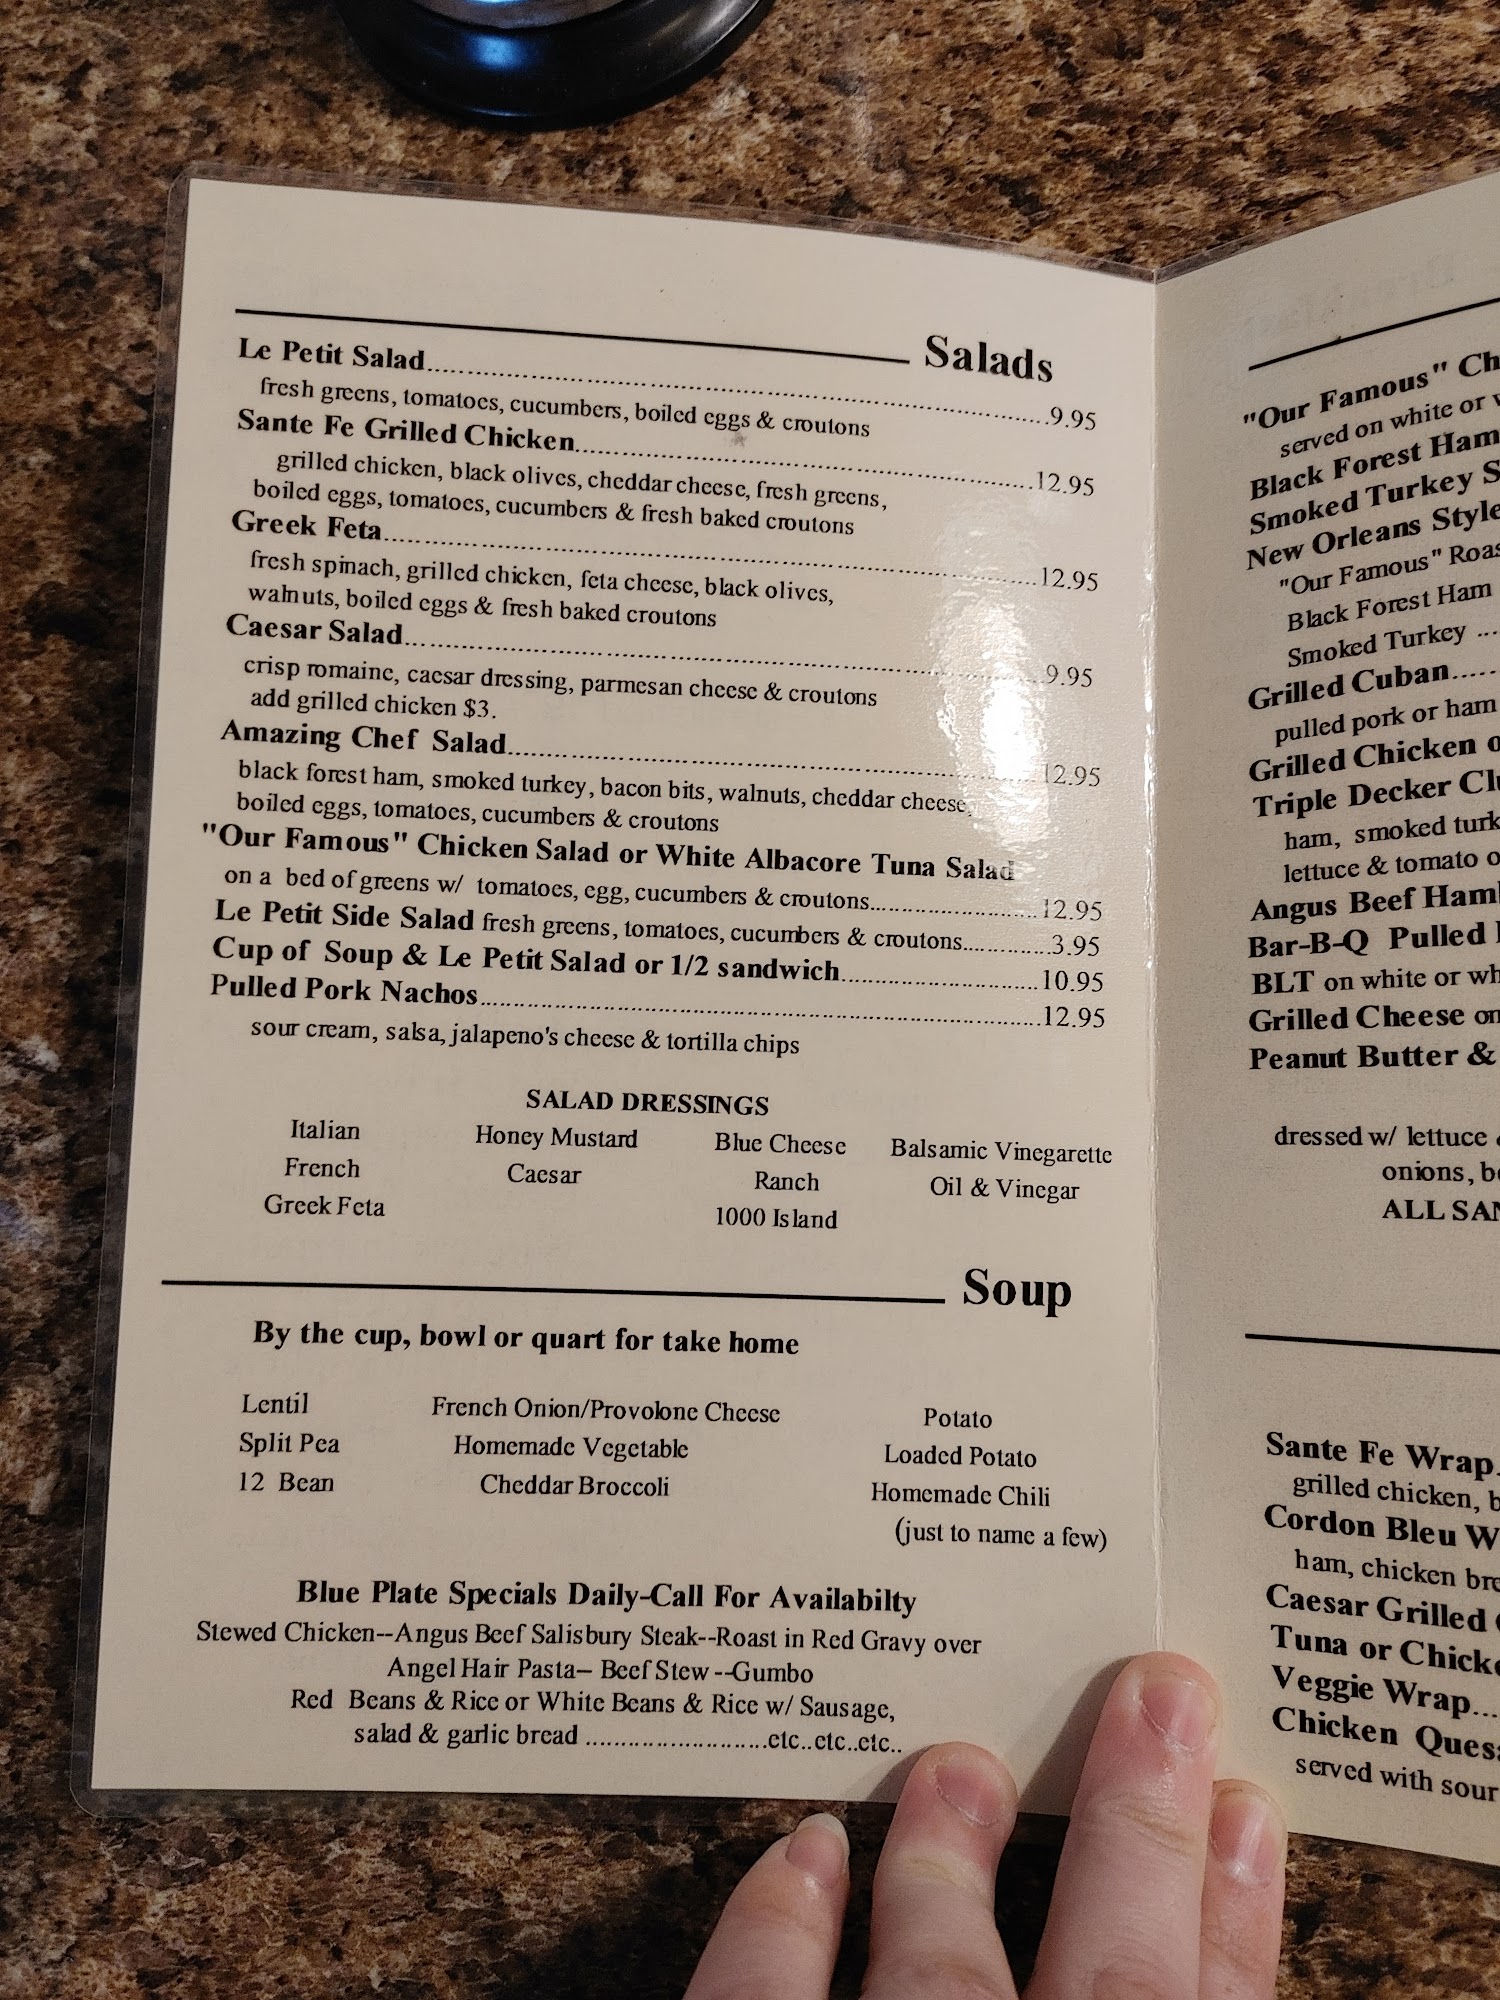 Salads
Le Petit Salad...9.95
fresh greens, tomatoes, cucumbers, boiled eggs & croutons
Sante Fe Grilled Chicken...12.95
grilled chicken, black olives, cheddar cheese, fresh greens,
boiled eggs, tomatoes, cucumbers & fresh baked croutons
Greek Feta...12.95
fresh spinach, grilled chicken, feta cheese, black olives,
walnuts, boiled eggs & fresh baked croutons
Caesar Salad...9.95
crisp romaine, caesar dressing, parmesan cheese & croutons
add grilled chicken $3.
Amazing Chef Salad...12.95
black forest ham, smoked turkey, bacon bits, walnuts, cheddar cheese,
boiled eggs, tomatoes, cucumbers & croutons
"Our Famous" Chicken Salad or White Albacore Tuna Salad
on a bed of greens w/ tomatoes, egg, cucumbers & croutons...12.95
Le Petit Side Salad fresh greens, tomatoes, cucumbers & croutons...3.95
Cup of Soup & Le Petit Salad or 1/2 sandwich...10.95
Pulled Pork Nachos...12.95
sour cream, salsa, jalapeno's cheese & tortilla chips
SALAD DRESSINGS
Italian Honey Mustard Blue Cheese Balsamic Vinegarette
French Caesar Ranch Oil & Vinegar
Greek Feta 1000 Island
Soup
By the cup, bowl or quart for take home
Lentil French Onion/Provolone Cheese Potato
Split Pea Homemade Vegetable Loaded Potato
12 Bean Cheddar Broccoli Homemade Chili
(just to name a few)
Blue Plate Specials Daily-Call For Availabilty
Stewed Chicken--Angus Beef Salisbury Steak--Roast in Red Gravy over
Angel Hair Pasta-- Beef Stew --Gumbo
Red Beans & Rice or White Beans & Rice w/ Sausage,
salad & garlic bread ...etc..etc..etc..
"Our Famous" Ch
served on white or
Black Forest Ham
Smoked Turkey S
New Orleans Style
"Our Famous" Roas
Black Forest Ham
Smoked Turkey ...
Grilled Cuban...
pulled pork or ham
Grilled Chicken o
Triple Decker Clu
ham, smoked turk
lettuce & tomato o
Angus Beef Ham
Bar-B-Q Pulled
BLT on white or wh
Grilled Cheese on
Peanut Butter &
dressed w/ lettuce
onions, be
ALL SAN
Sante Fe Wrap.
grilled chicken, b
Cordon Bleu W
ham, chicken bre
Caesar Grilled
Tuna or Chick
Veggie Wrap...
Chicken Ques
served with sour